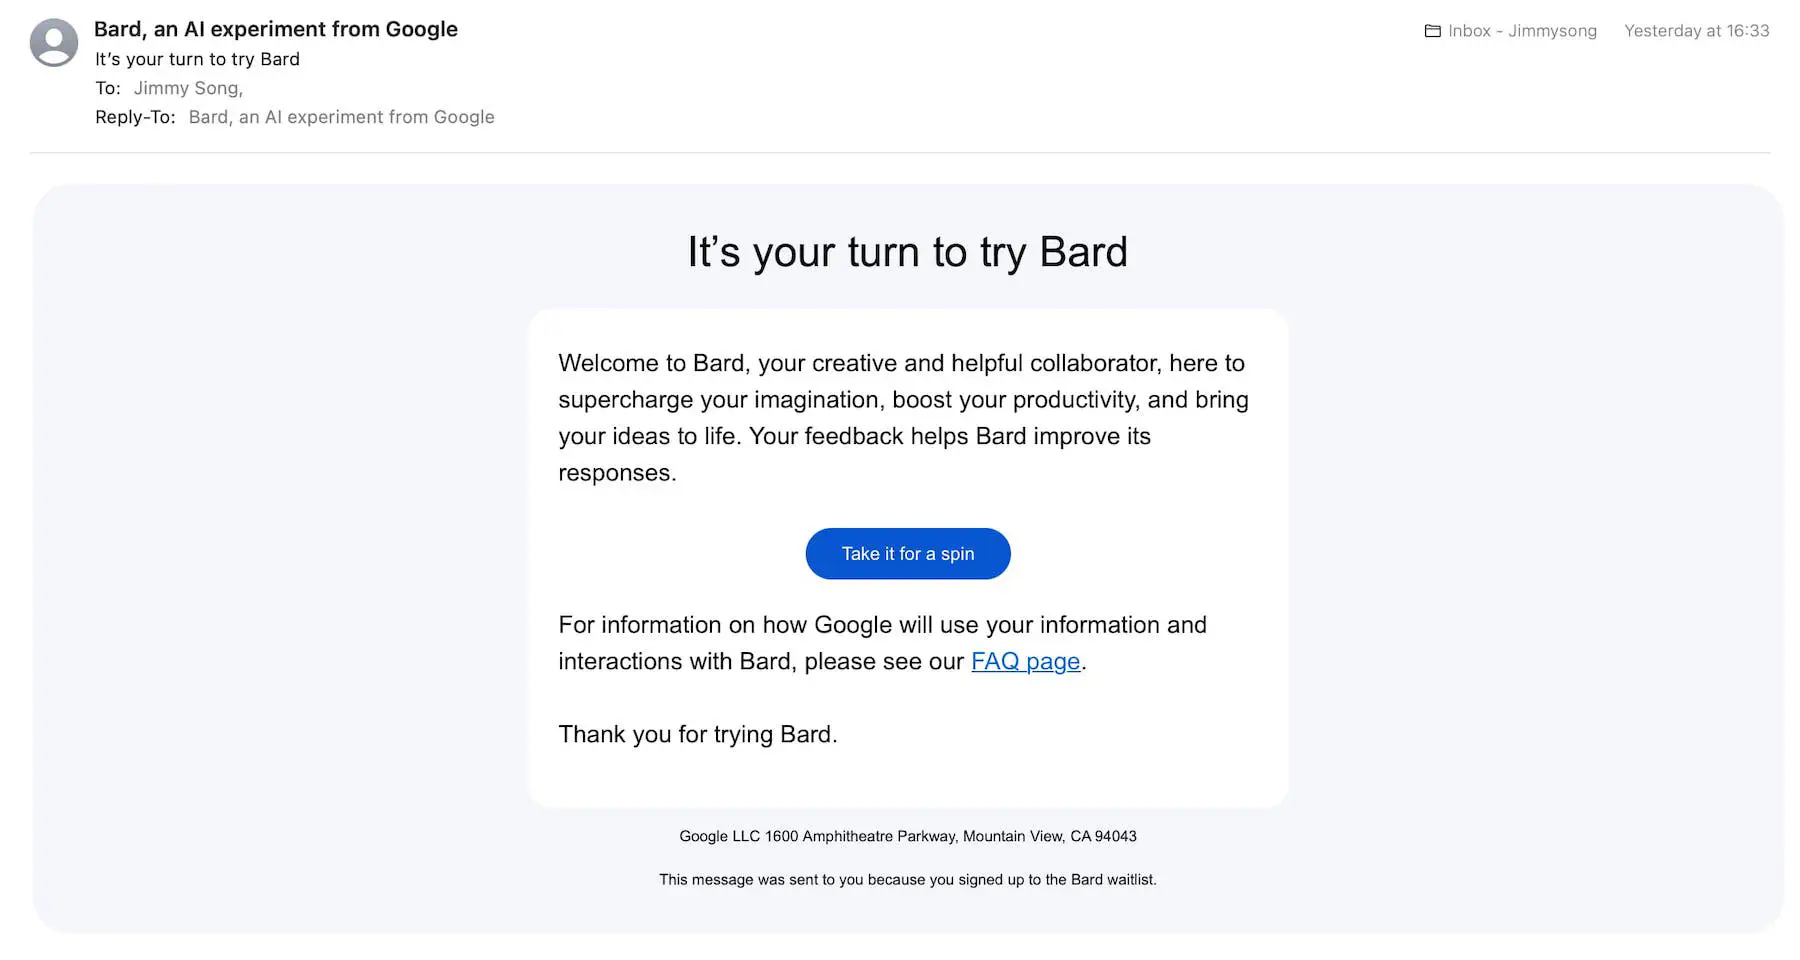 Bard, an AI experiment from Google
Inbox - Jimmysong
Yesterday at 16:33
It’s your turn to try Bard
To: Jimmy Song,
Reply-To: Bard, an AI experiment from Google
It’s your turn to try Bard
Welcome to Bard, your creative and helpful collaborator, here to
supercharge your imagination, boost your productivity, and bring
your ideas to life. Your feedback helps Bard improve its
responses.
Take it for a spin
For information on how Google will use your information and
interactions with Bard, please see our FAQ page.
Thank you for trying Bard.
Google LLC 1600 Amphitheatre Parkway, Mountain View, CA 94043
This message was sent to you because you signed up to the Bard waitlist.